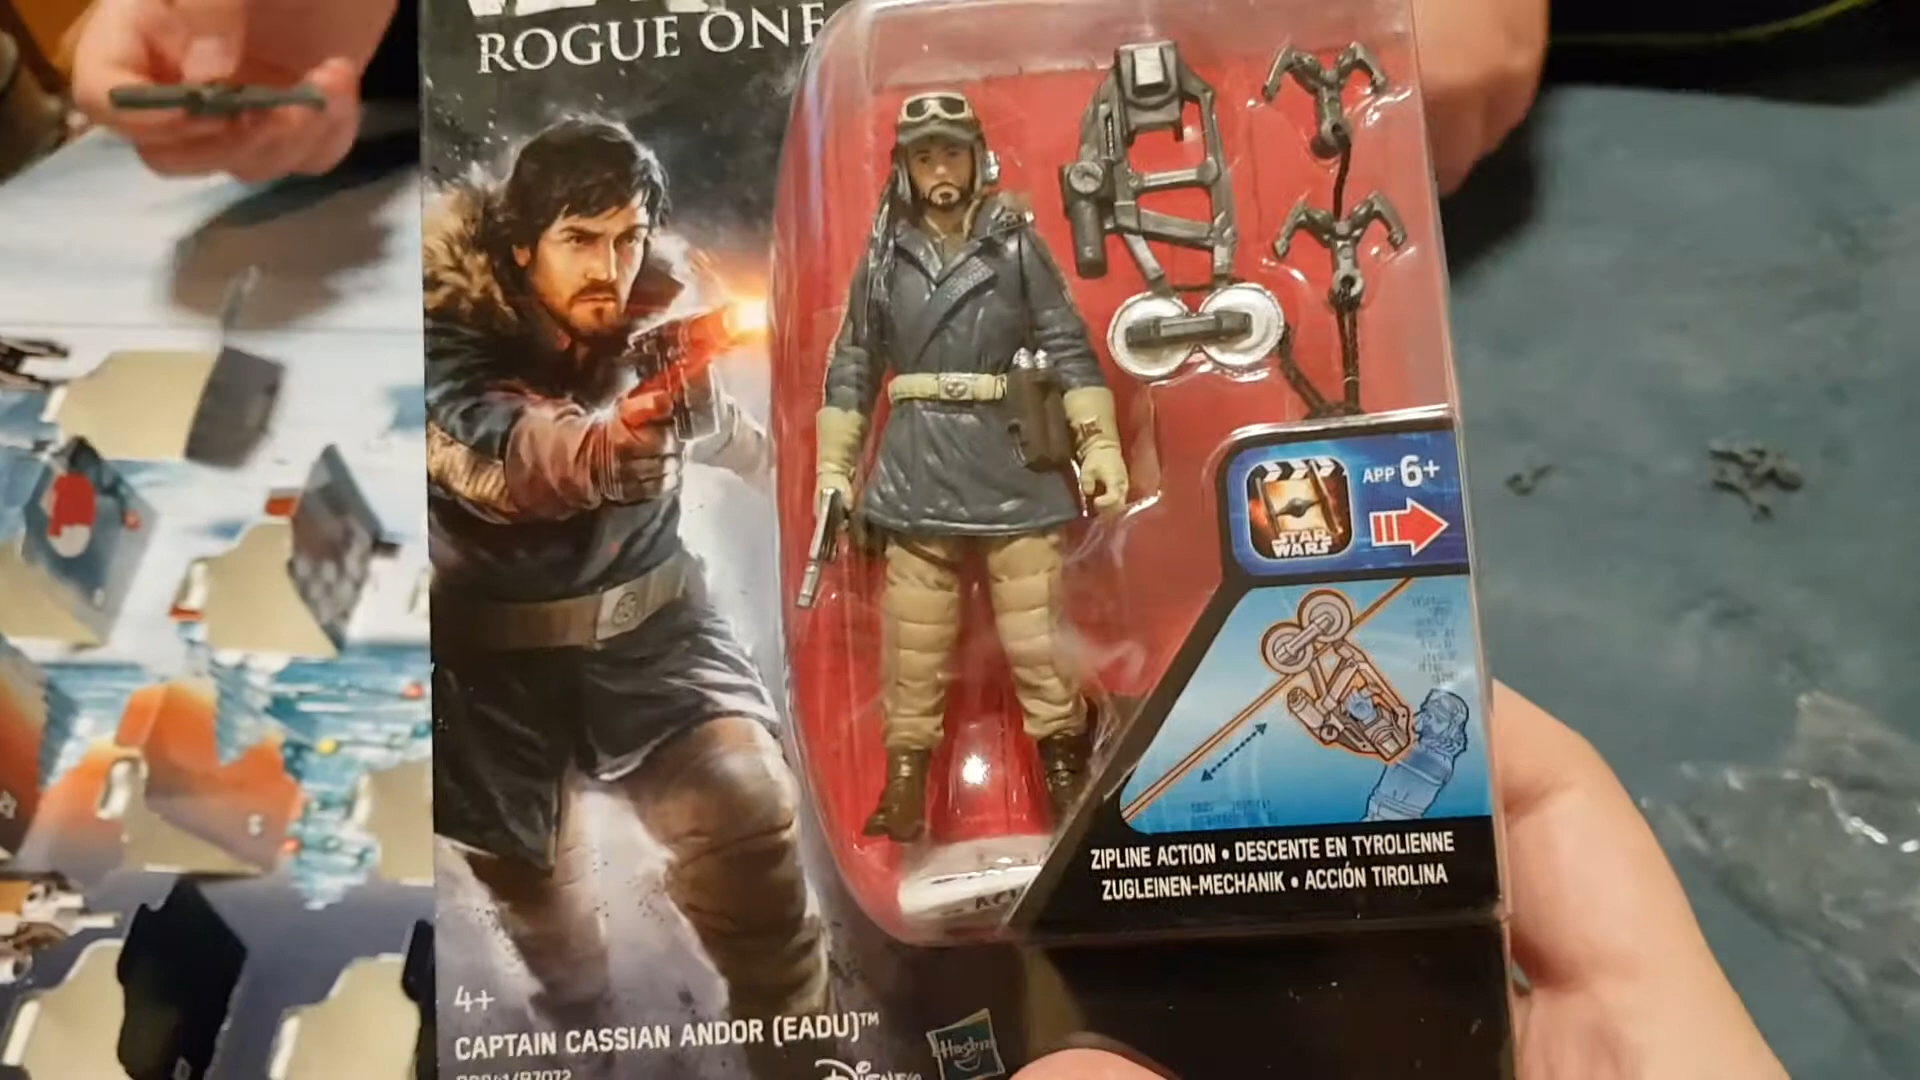 ROGUE ONE
APP 6+
STAR
WARS
ZIPLINE ACTION • DESCENTE EN TYROLIENNE
ZUGLEINEN-MECHANIK • ACCIÓN TIROLINA
4+
CAPTAIN CASSIAN ANDOR (EADU)™
Hasbro
DISNEY